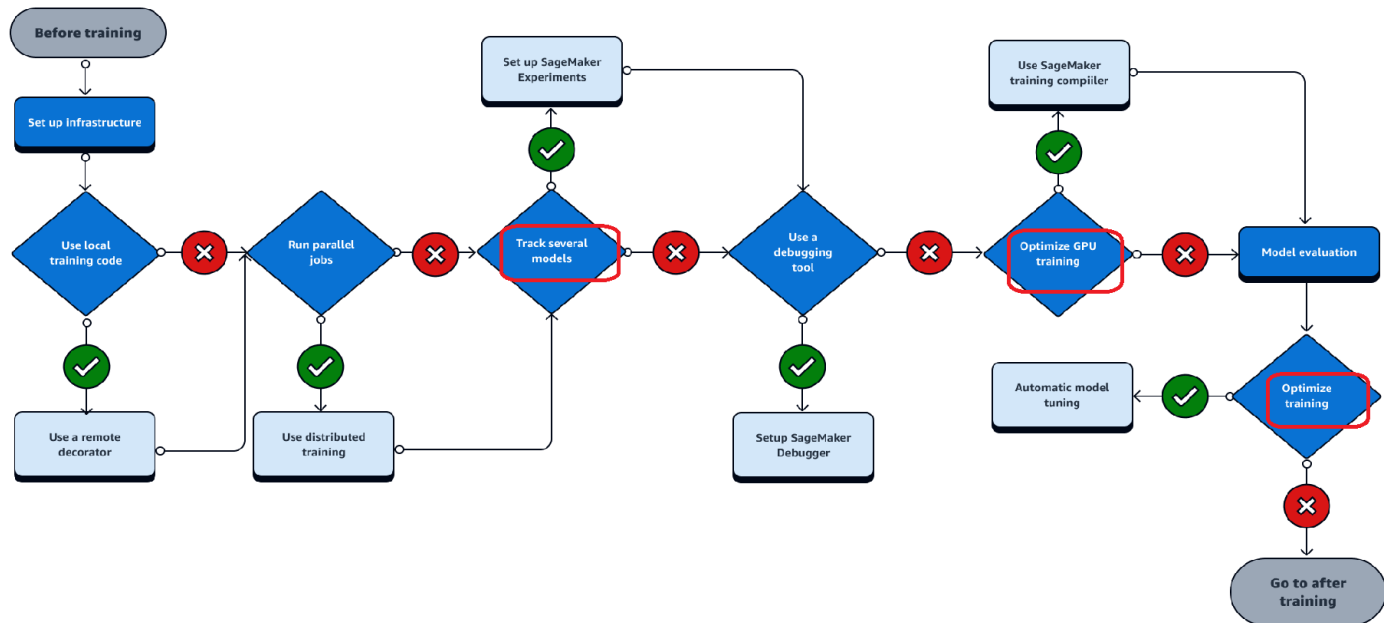 Before training
Set up infrastructure
Use local
training code
Use a remote
decorator
Run parallel
jobs
Use distributed
training
Set up SageMaker
Experiments
Track several
models
Use a
debugging
tool
Setup SageMaker
Debugger
Use SageMaker
training compiiler
Optimize GPU
training
Model evaluation
Optimize
training
Automatic model
tuning
Go to after
training